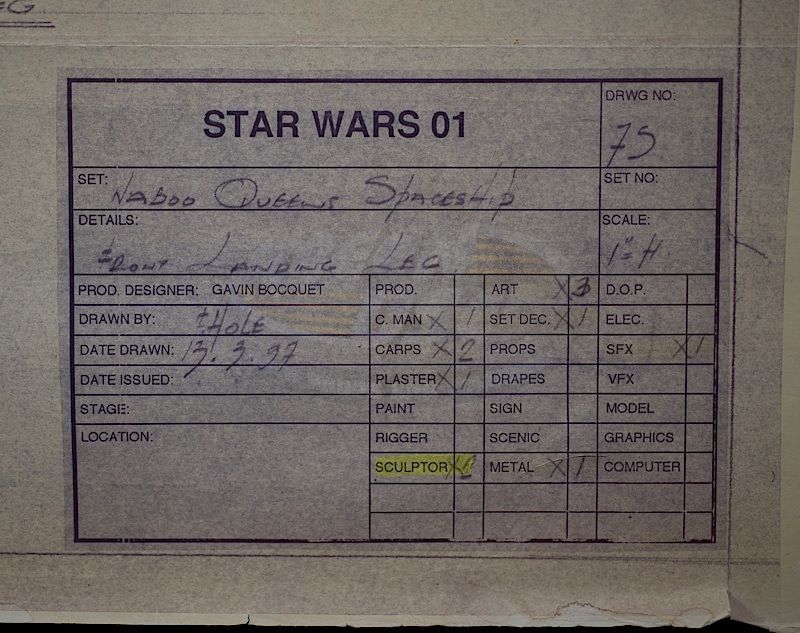 STAR WARS 01
DRWG NO:
75
SET: NABOO QUEENS SPACESHIP
SET NO:
DETAILS:
FRONT LANDING LEG
SCALE:
1"=
PROD. DESIGNER: GAVIN BOCQUET
PROD.
ART X 3
D.O.P.
DRAWN BY: HOLE
C. MAN X 1
SET DEC. X 1
ELEC.
DATE DRAWN: 13.3.97
CARPS X 2
PROPS
SFX X 1
DATE ISSUED:
PLASTER X 1
DRAPES
VFX
STAGE:
PAINT
SIGN
MODEL
LOCATION:
RIGGER
SCENIC
GRAPHICS
SCULPTOR X
METAL X 1
COMPUTER